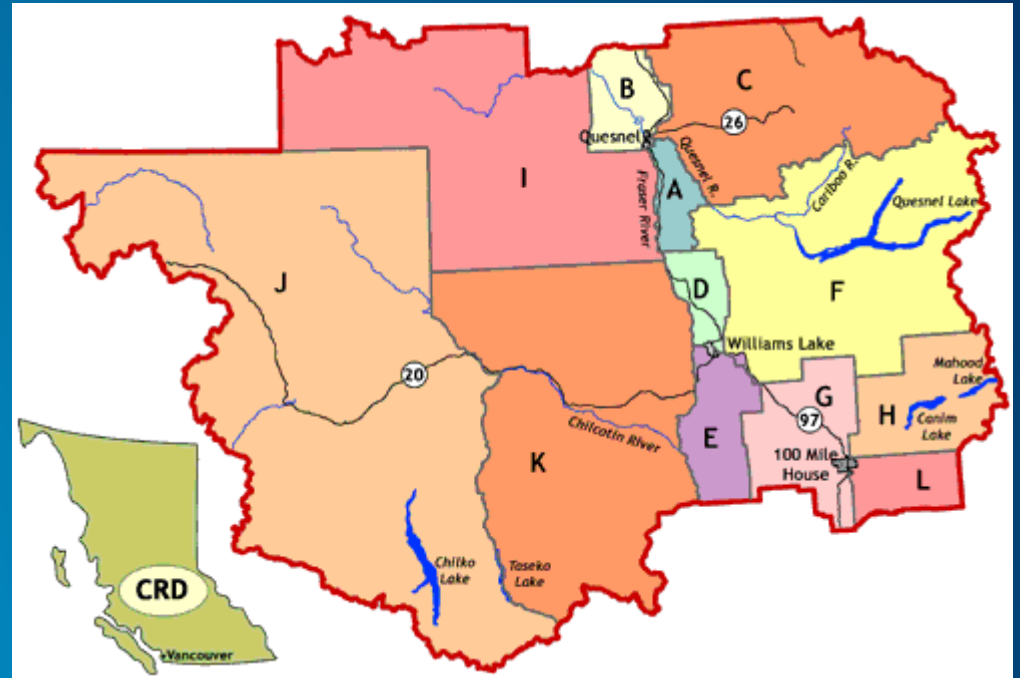 B
C
26
Quesnel
I
A
Quesnel R.
Fraser River
Cariboo R.
Quesnel Lake
J
D
F
Williams Lake
20
Mahood
Lake
G
H
97
Canim
Lake
Chilcotin River
E
K
100 Mile
House
L
Chilko
Lake
Taseko
Lake
CRD
Vancouver